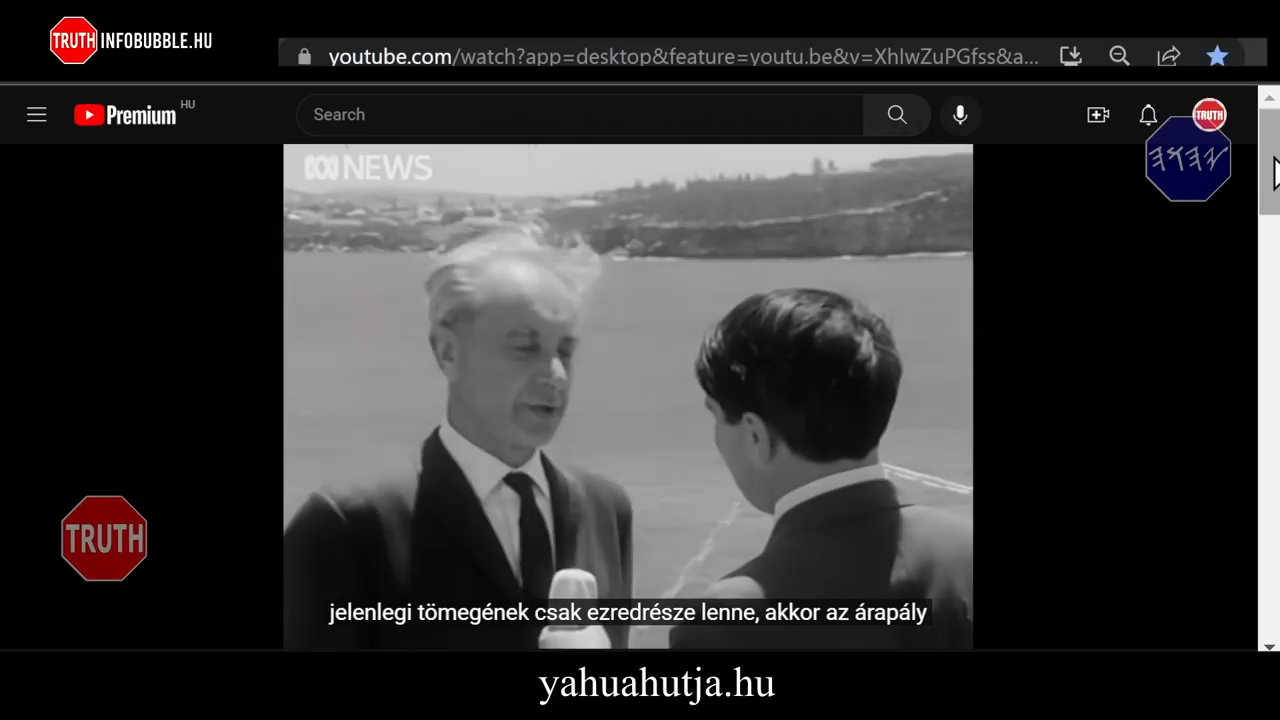 TRUTH INFOBUBBLE.HU
youtube.com/watch?app=desktop&feature=youtu.be&v=XhlwZuPGfss&a...
Premium HU
Search
TRUTH
𐤉𐤄𐤅𐤄
NEWS
TRUTH
jelenlegi tömegének csak ezredrésze lenne, akkor az árapály
yahuahutja.hu